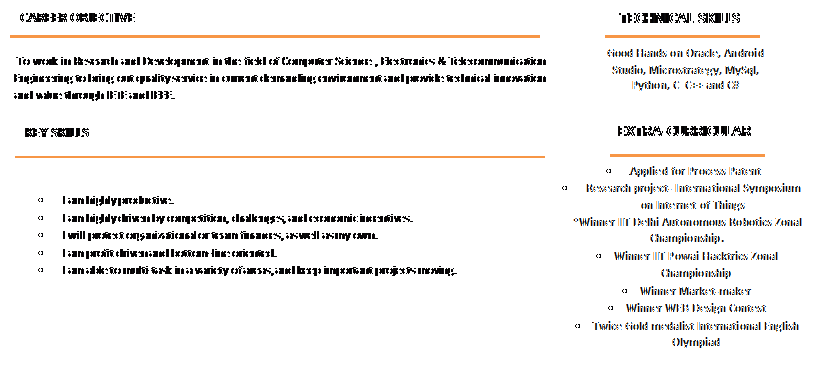 CAREER OBJECTIVE
To work in Research and Development in the field of Computer Science , Electronics & Telecommunication
Engineering to bring out quality service in current demanding environment and provide technical innovation
and value through IETE and IEEE.
KEY SKILLS
o I am highly productive.
o I am highly driven by competition, challenges, and economic incentives.
o I will protect organizational or team finances, as well as my own.
o I am profit driven and bottom-line oriented.
o I am able to multi-task in a variety of areas, and keep important projects moving.
TECHNICAL SKILLS
Good Hands on Oracle, Android
Studio, Microstrategy, MySql,
Python, C C++ and C#
EXTRA CURRICULAR
o Applied for Process Patent
o Research project- International Symposium
on Internet of Things
°Winner IIT Delhi Autonomous Robotics Zonal
Championship.
o Winner IIT Powai Hacktrics Zonal
Championship
o Winner Market-maker
o Winner WEB Design Contest
o Twice Gold medalist International English
Olympiad